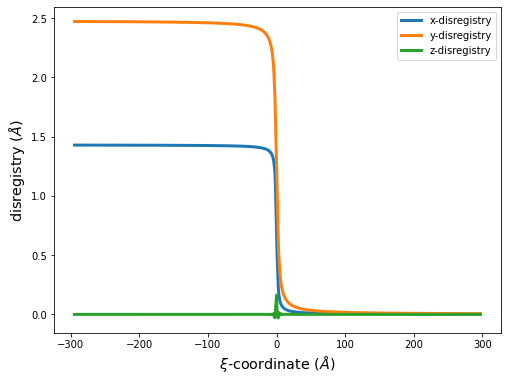 2.5
2.0
1.5
1.0
0.5
0.0
disregistry (Å)
x-disregistry
y-disregistry
z-disregistry
−300 −200 −100 0 100 200 300
ξ-coordinate (Å)